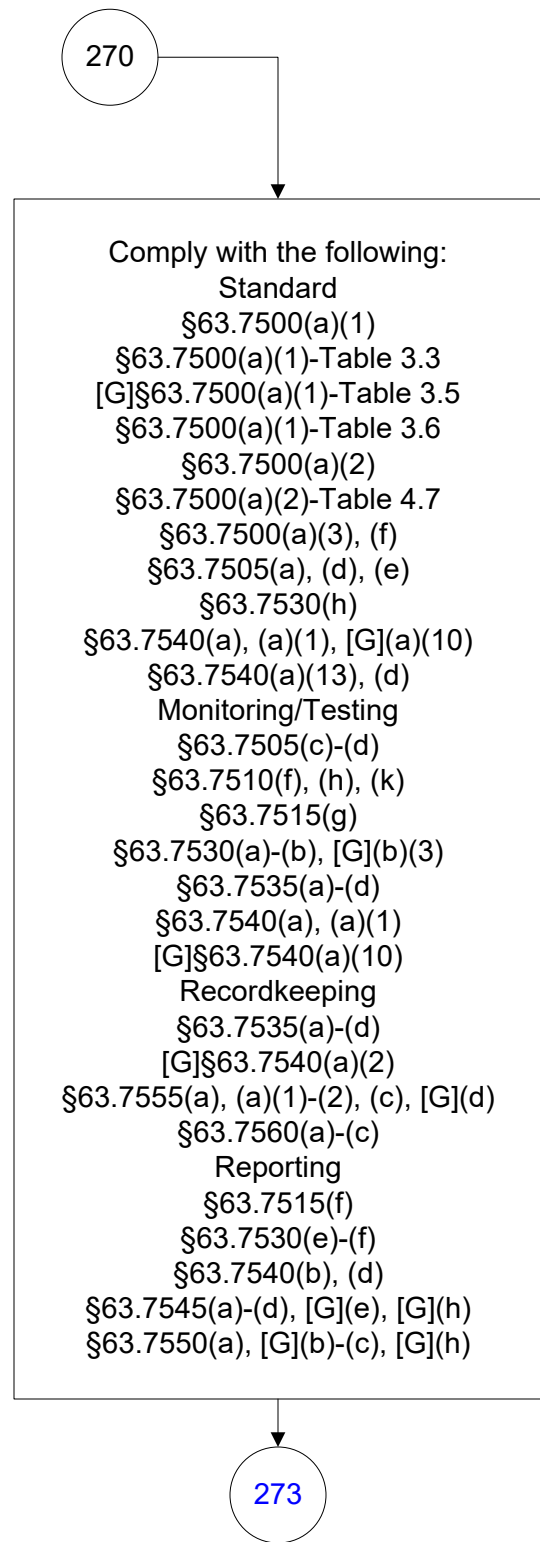 270
Comply with the following:
Standard
§63.7500(a)(1)
§63.7500(a)(1)-Table 3.3
[G]§63.7500(a)(1)-Table 3.5
§63.7500(a)(1)-Table 3.6
§63.7500(a)(2)
§63.7500(a)(2)-Table 4.7
§63.7500(a)(3), (f)
§63.7505(a), (d), (e)
§63.7530(h)
§63.7540(a), (a)(1), [G](a)(10)
§63.7540(a)(13), (d)
Monitoring/Testing
§63.7505(c)-(d)
§63.7510(f), (h), (k)
§63.7515(g)
§63.7530(a)-(b), [G](b)(3)
§63.7535(a)-(d)
§63.7540(a), (a)(1)
[G]§63.7540(a)(10)
Recordkeeping
§63.7535(a)-(d)
[G]§63.7540(a)(2)
§63.7555(a), (a)(1)-(2), (c), [G](d)
§63.7560(a)-(c)
Reporting
§63.7515(f)
§63.7530(e)-(f)
§63.7540(b), (d)
§63.7545(a)-(d), [G](e), [G](h)
§63.7550(a), [G](b)-(c), [G](h)
273